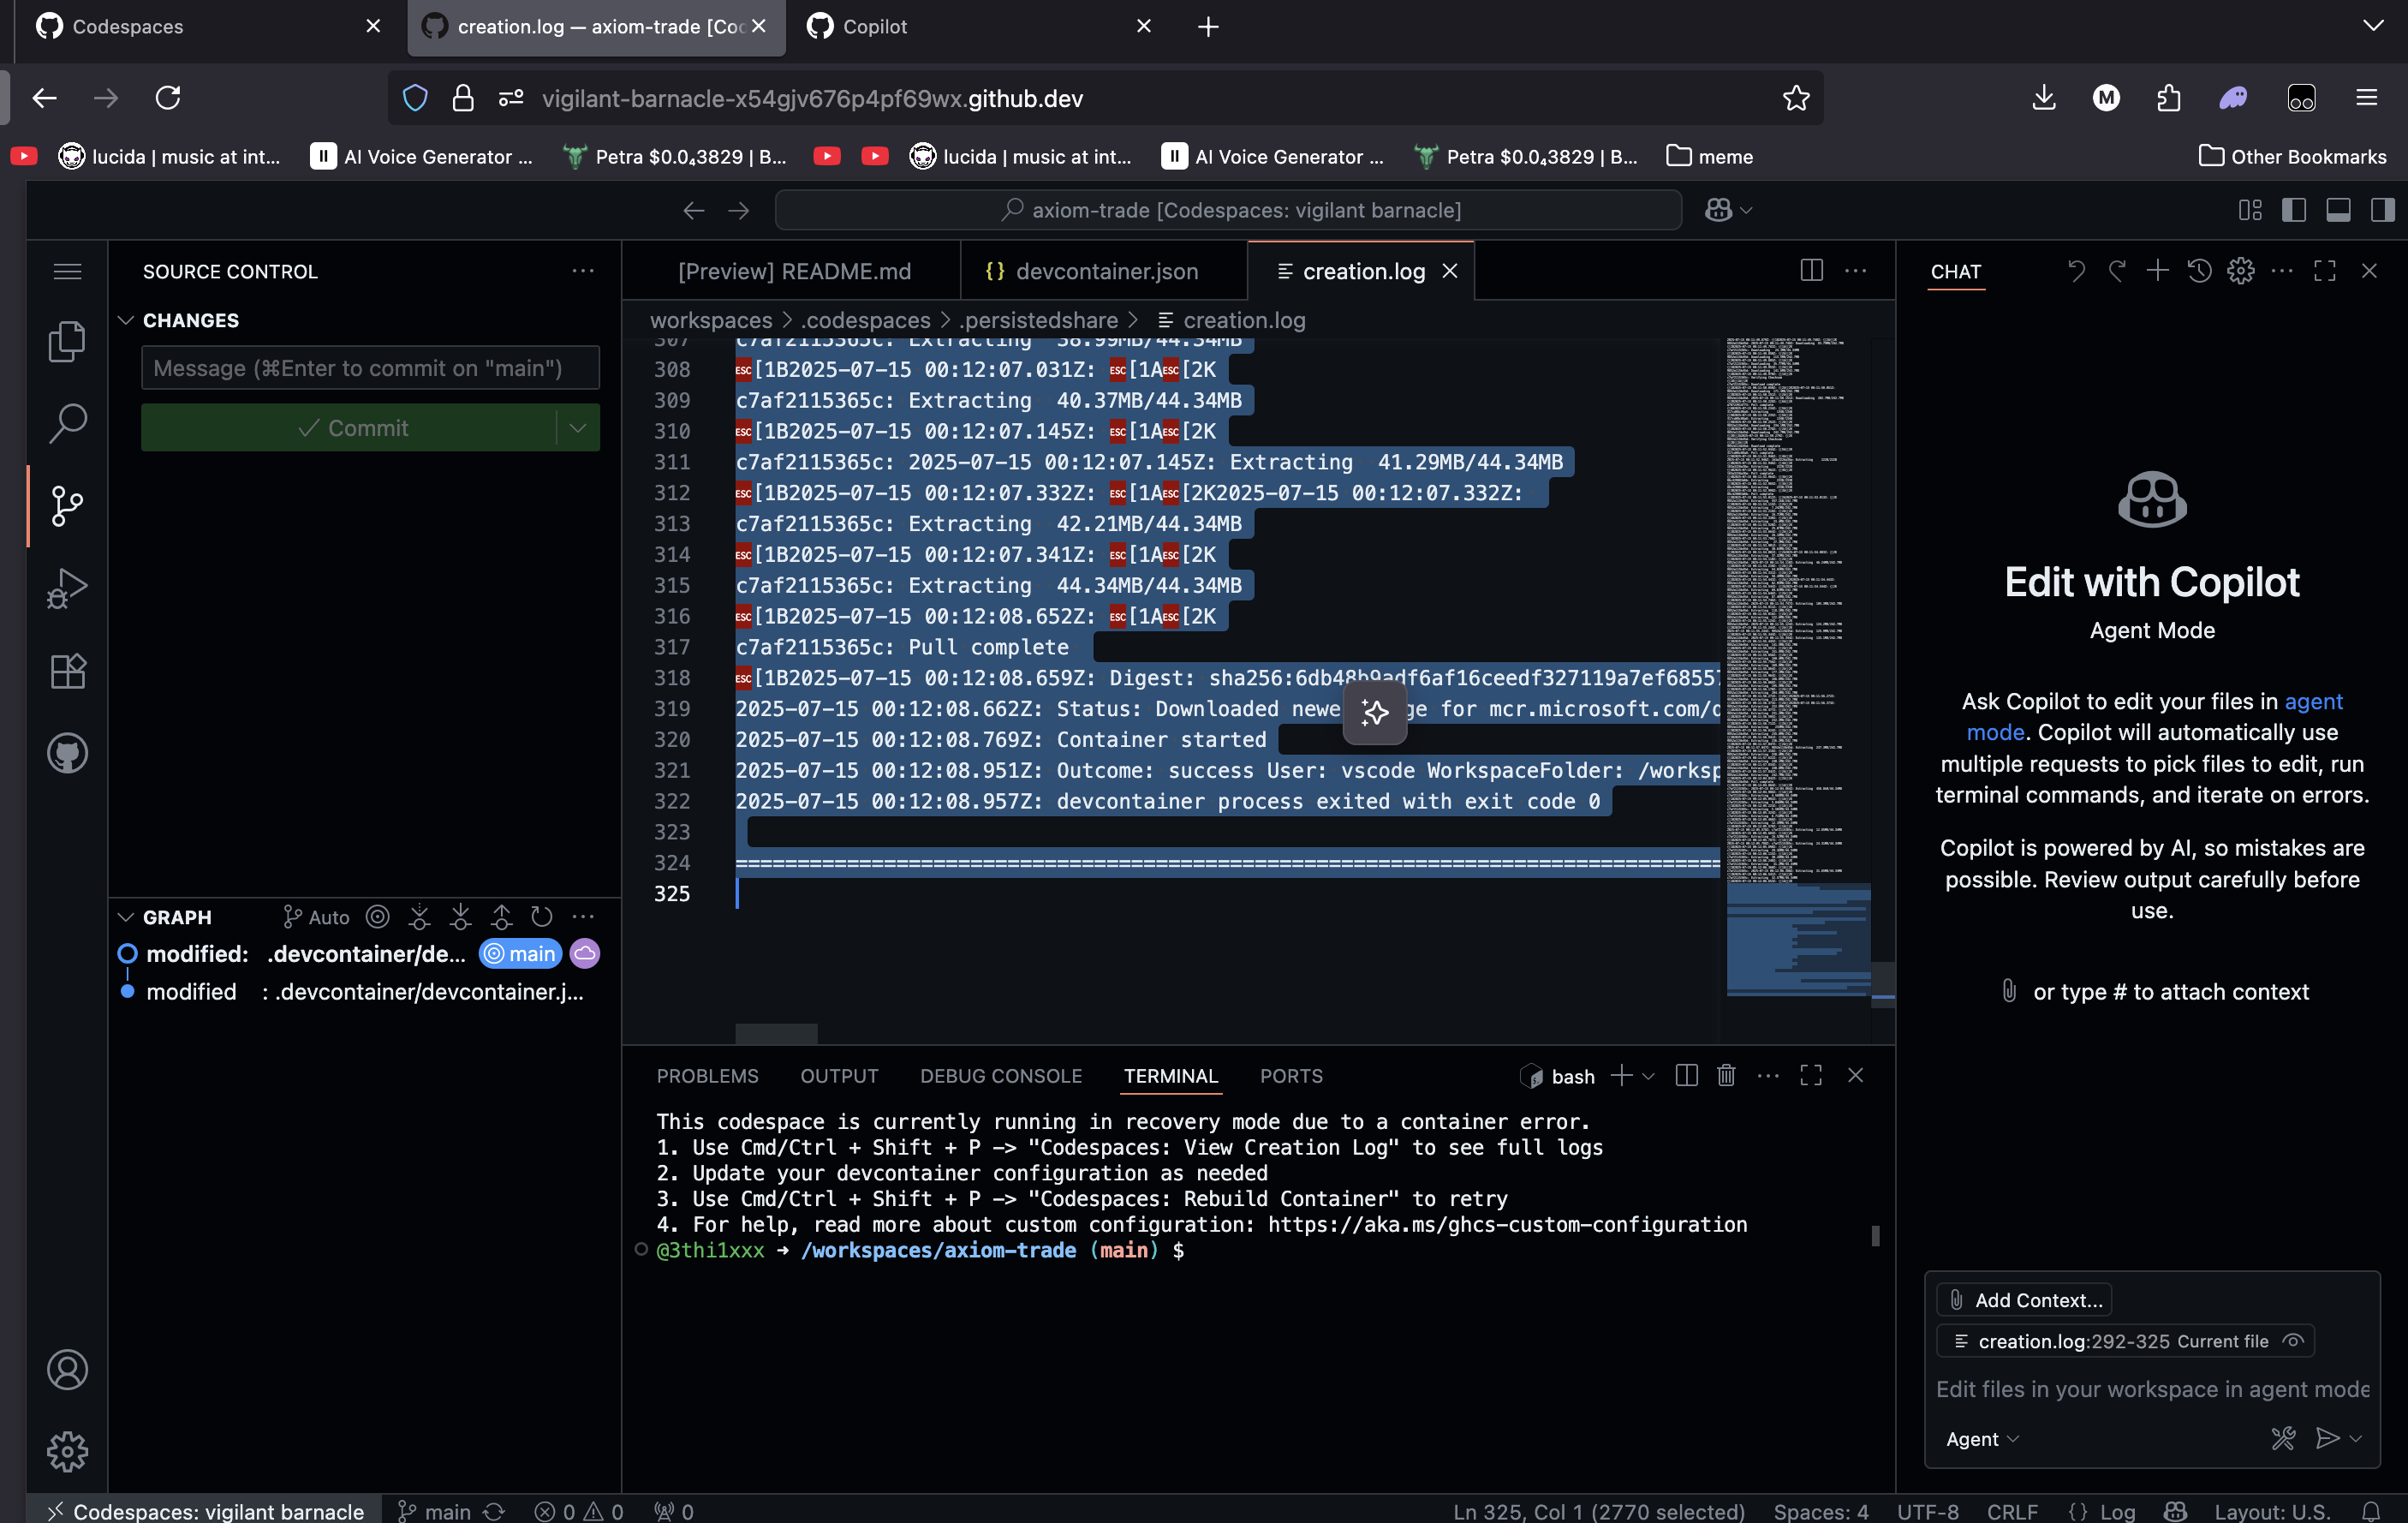 Codespaces
creation.log — axiom-trade [Coc
Copilot
vigilant-barnacle-x54gjv676p4pf69wx.github.dev
M
lucida | music at int...
AI Voice Generator ...
Petra $0.0₄3829 | B...
lucida | music at int...
AI Voice Generator ...
Petra $0.0₄3829 | B...
meme
Other Bookmarks
axiom-trade [Codespaces: vigilant barnacle]
SOURCE CONTROL
CHANGES
Message (⌘Enter to commit on "main")
Commit
GRAPH
Auto
modified: .devcontainer/de... main
modified : .devcontainer/devcontainer.j...
[Preview] README.md
{} devcontainer.json
creation.log
workspaces > .codespaces > .persistedshare > creation.log
307 c7af2115365c: Extracting 38.99MB/44.34MB
308 ESC[1B2025-07-15 00:12:07.031Z: ESC[1AESC[2K
309 c7af2115365c: Extracting 40.37MB/44.34MB
310 ESC[1B2025-07-15 00:12:07.145Z: ESC[1AESC[2K
311 c7af2115365c: 2025-07-15 00:12:07.145Z: Extracting 41.29MB/44.34MB
312 ESC[1B2025-07-15 00:12:07.332Z: ESC[1AESC[2K2025-07-15 00:12:07.332Z:
313 c7af2115365c: Extracting 42.21MB/44.34MB
314 ESC[1B2025-07-15 00:12:07.341Z: ESC[1AESC[2K
315 c7af2115365c: Extracting 44.34MB/44.34MB
316 ESC[1B2025-07-15 00:12:08.652Z: ESC[1AESC[2K
317 c7af2115365c: Pull complete
318 ESC[1B2025-07-15 00:12:08.659Z: Digest: sha256:6db48b9adf6af16ceedf327119a7ef68557
319 2025-07-15 00:12:08.662Z: Status: Downloaded newe ge for mcr.microsoft.com/d
320 2025-07-15 00:12:08.769Z: Container started
321 2025-07-15 00:12:08.951Z: Outcome: success User: vscode WorkspaceFolder: /worksp
322 2025-07-15 00:12:08.957Z: devcontainer process exited with exit code 0
323
324 ================================================================================
325
PROBLEMS
OUTPUT
DEBUG CONSOLE
TERMINAL
PORTS
bash
This codespace is currently running in recovery mode due to a container error.
1. Use Cmd/Ctrl + Shift + P -> "Codespaces: View Creation Log" to see full logs
2. Update your devcontainer configuration as needed
3. Use Cmd/Ctrl + Shift + P -> "Codespaces: Rebuild Container" to retry
4. For help, read more about custom configuration: https://aka.ms/ghcs-custom-configuration
@3thi1xxx ➜ /workspaces/axiom-trade (main) $
CHAT
Edit with Copilot
Agent Mode
Ask Copilot to edit your files in agent
mode. Copilot will automatically use
multiple requests to pick files to edit, run
terminal commands, and iterate on errors.
Copilot is powered by AI, so mistakes are
possible. Review output carefully before
use.
or type # to attach context
Add Context...
creation.log:292-325 Current file
Edit files in your workspace in agent mode
Agent
Codespaces: vigilant barnacle
main
0 0
0
Ln 325, Col 1 (2770 selected)
Spaces: 4
UTF-8
CRLF
{} Log
Layout: U.S.